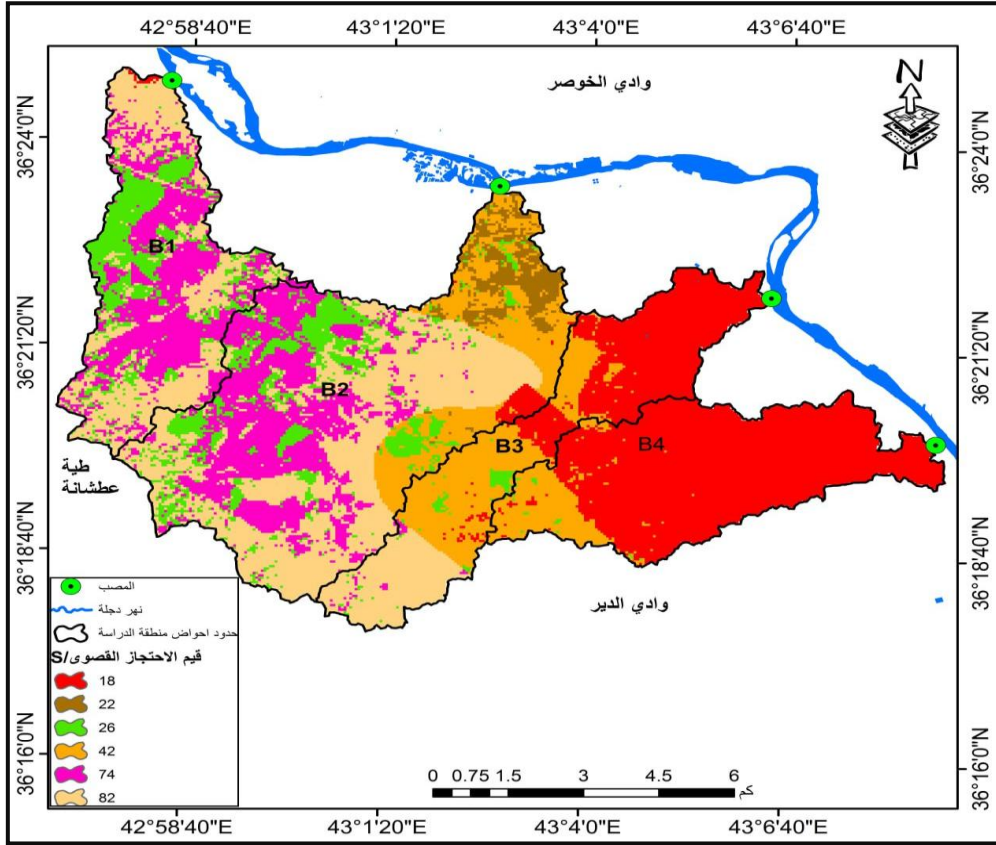 42°58'40"E 43°1'20"E 43°4'0"E 43°6'40"E
وادي الخوصر
N
36°24'0"N 36°24'0"N
B1
36°21'20"N 36°21'20"N
B2
B3 B4
طية
عطشانة
36°18'40"N 36°18'40"N
وادي الدير
المصب
نهر دجلة
حدود احواض منطقة الدراسة
قيم الاحتجاز القصوى/S
18
22
26
42
74
82
36°16'0"N 36°16'0"N
0 0.75 1.5 3 4.5 6
كم
42°58'40"E 43°1'20"E 43°4'0"E 43°6'40"E